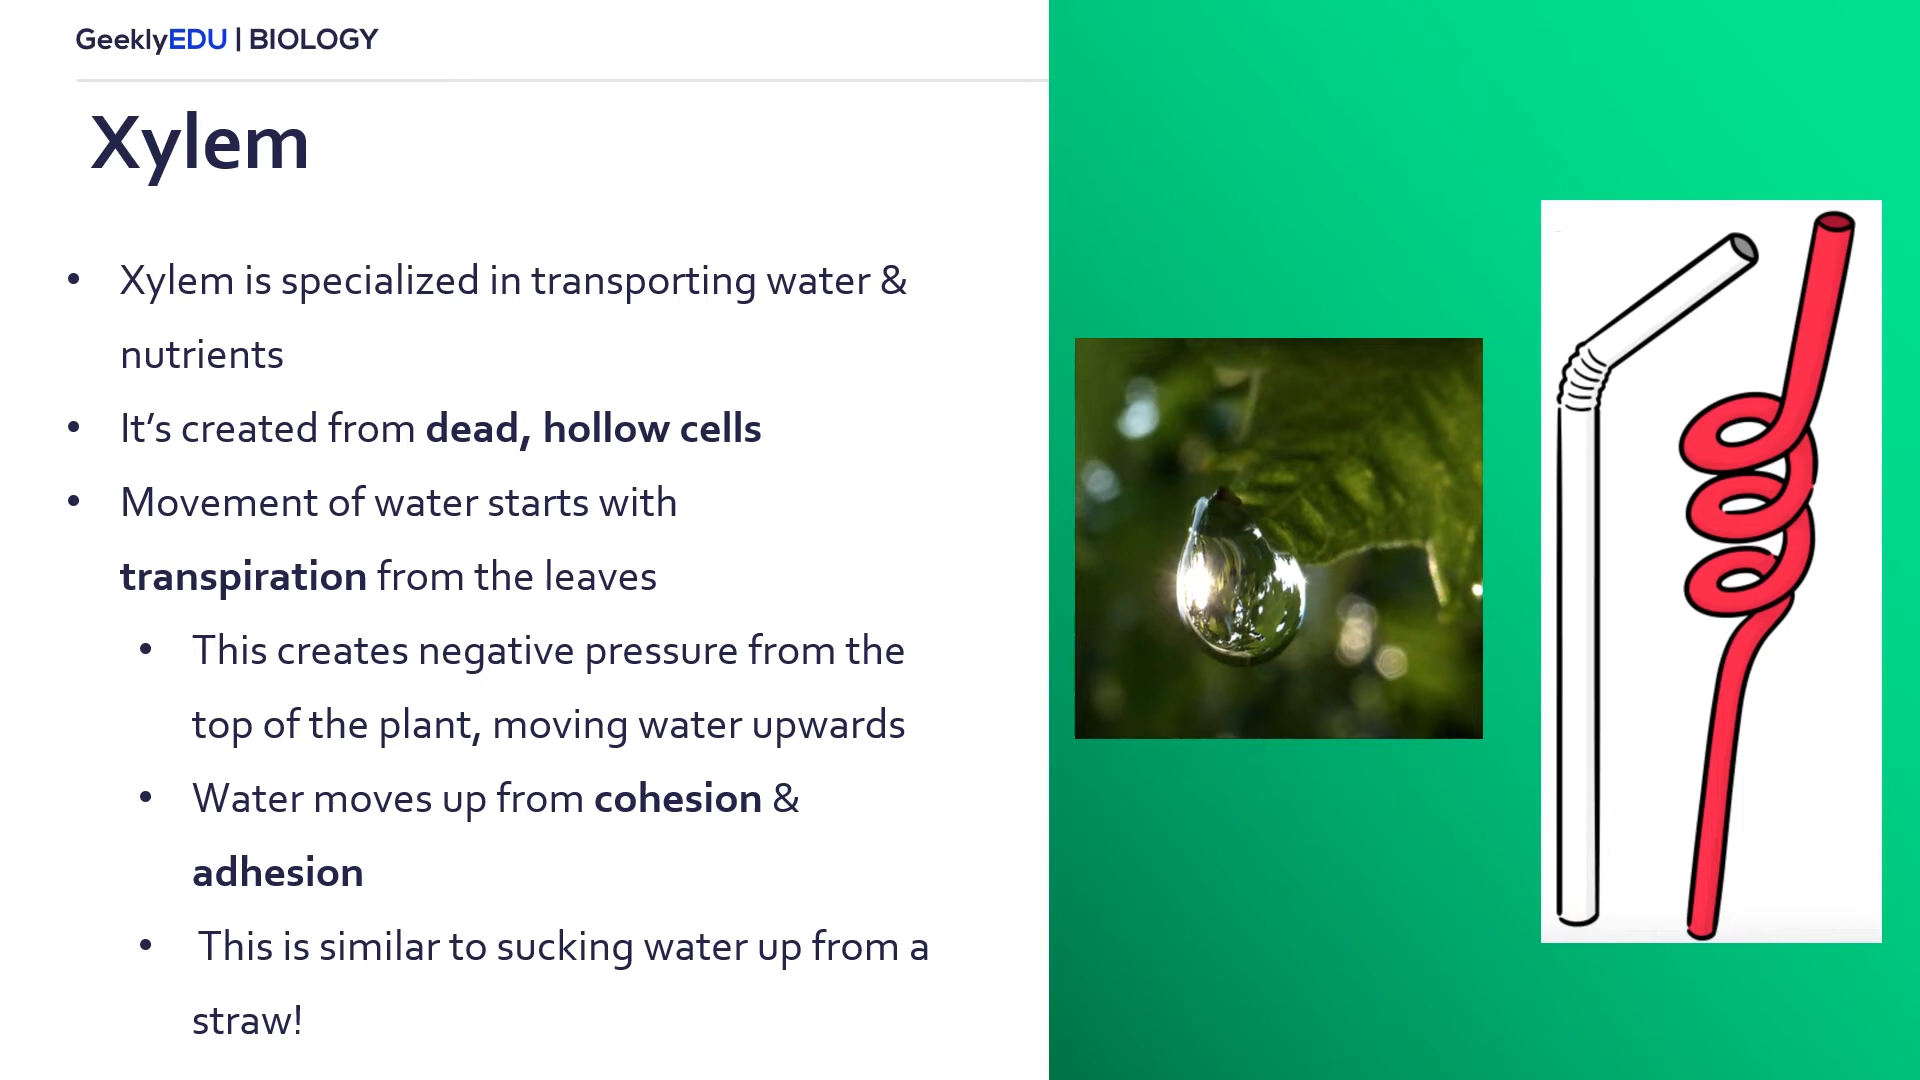 GeeklyEDU | BIOLOGY
Xylem
• Xylem is specialized in transporting water &
nutrients
• It’s created from dead, hollow cells
• Movement of water starts with
transpiration from the leaves
• This creates negative pressure from the
top of the plant, moving water upwards
• Water moves up from cohesion &
adhesion
• This is similar to sucking water up from a
straw!